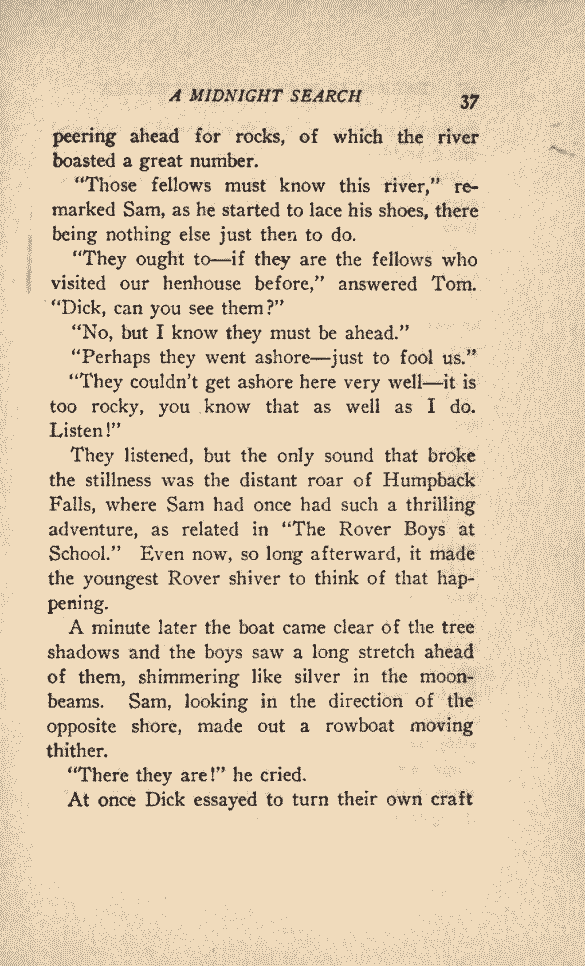 A MIDNIGHT SEARCH 37
peering ahead for rocks, of which the river
boasted a great number.
“Those fellows must know this river,” re-
marked Sam, as he started to lace his shoes, there
being nothing else just then to do.
“They ought to—if they are the fellows who
visited our henhouse before,” answered Tom.
“Dick, can you see them?”
“No, but I know they must be ahead.”
“Perhaps they went ashore—just to fool us.”
“They couldn’t get ashore here very well—it is
too rocky, you know that as well as I do.
Listen!”
They listened, but the only sound that broke
the stillness was the distant roar of Humpback
Falls, where Sam had once had such a thrilling
adventure, as related in “The Rover Boys at
School.” Even now, so long afterward, it made
the youngest Rover shiver to think of that hap-
pening.
A minute later the boat came clear of the tree
shadows and the boys saw a long stretch ahead
of them, shimmering like silver in the moon-
beams. Sam, looking in the direction of the
opposite shore, made out a rowboat moving
thither.
“There they are!” he cried.
At once Dick essayed to turn their own craft